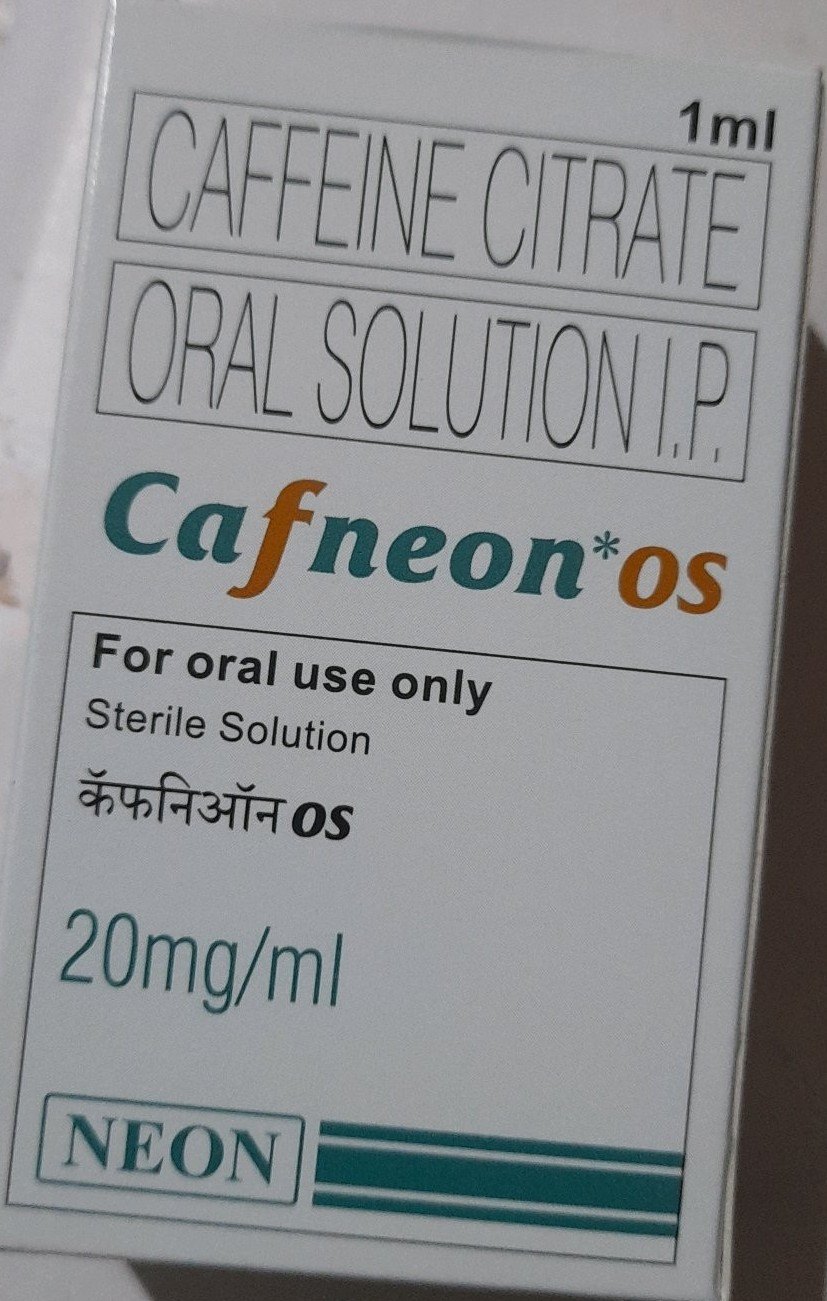 1ml
CAFFEINE CITRATE
ORAL SOLUTION I.P.
Cafneon*OS
For oral use only
Sterile Solution
कॅफनिऑन OS
20mg/ml
NEON